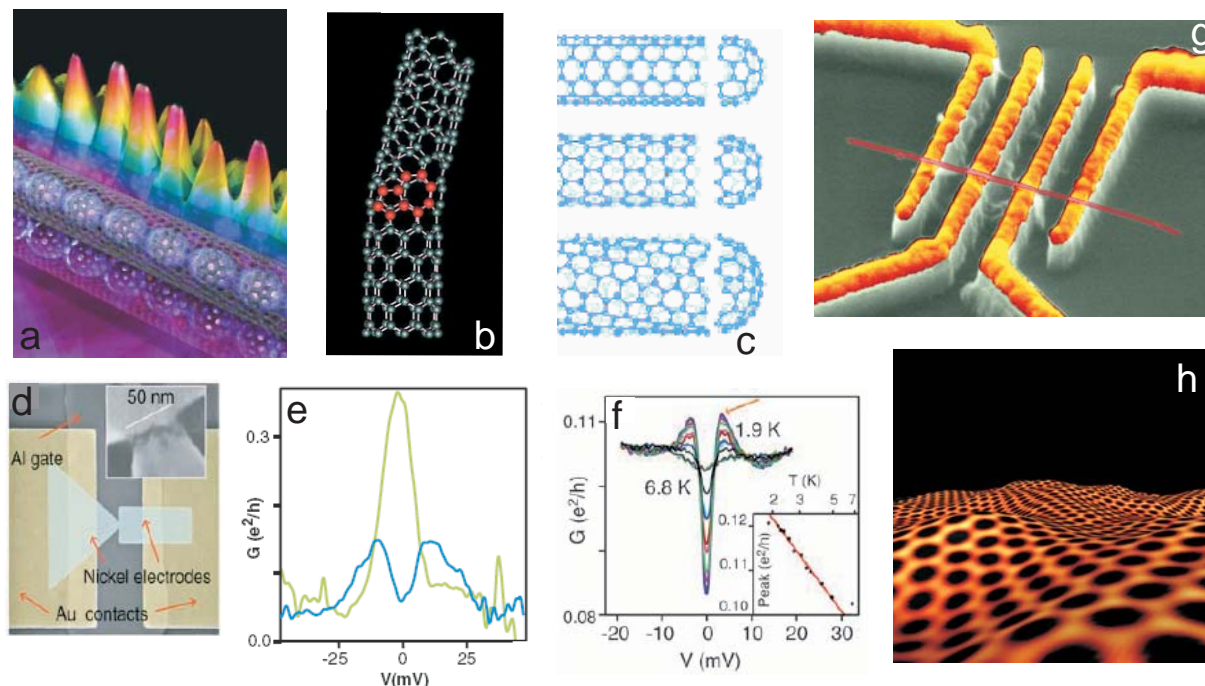 a
b
c
g
d
50 nm
Al gate
Nickel electrodes
Au contacts
e
G (e²/h)
0.3
0.0
-25
0
25
V(mV)
f
G (e²/h)
0.11
0.08
1.9 K
6.8 K
T (K)
2
3
5
7
0.12
0.11
0.10
Peak (e²/h)
-20
-10
0
10
20
30
V (mV)
h